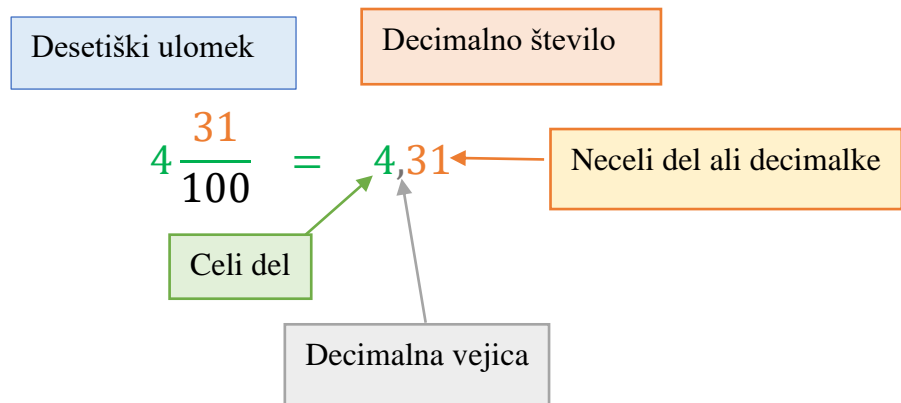 Desetiški ulomek
Decimalno število
4 31/100 = 4,31
Neceli del ali decimalke
Celi del
Decimalna vejica